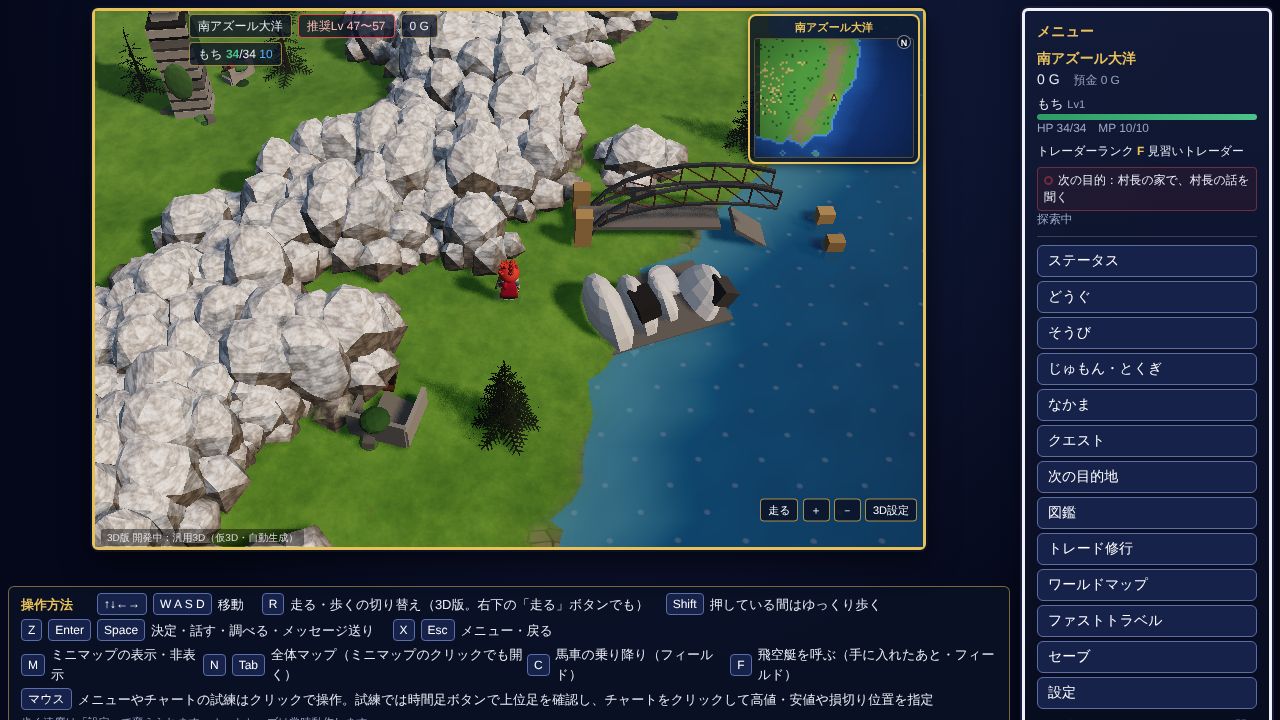 南アズール大洋
推奨Lv 47〜57
0 G
もち 34/34 10
南アズール大洋
N
走る
＋
－
3D設定
3D版 開発中：汎用3D（仮3D・自動生成）
メニュー
南アズール大洋
0 G 預金 0 G
もち Lv1
HP 34/34 MP 10/10
トレーダーランク F 見習いトレーダー
次の目的：村長の家で、村長の話を
聞く
探索中
ステータス
どうぐ
そうび
じゅもん・とくぎ
なかま
クエスト
次の目的地
図鑑
トレード修行
ワールドマップ
ファストトラベル
セーブ
設定
操作方法 ↑↓←→ W A S D 移動 R 走る・歩くの切り替え（3D版。右下の「走る」ボタンでも） Shift 押している間はゆっくり歩く
Z Enter Space 決定・話す・調べる・メッセージ送り X Esc メニュー・戻る
M ミニマップの表示・非表示 N Tab 全体マップ（ミニマップのクリックでも開く） C 馬車の乗り降り（フィールド） F 飛空艇を呼ぶ（手に入れたあと・フィールド）
マウス メニューやチャートの試練はクリックで操作。試練では時間足ボタンで上位足を確認し、チャートをクリックして高値・安値や損切り位置を指定